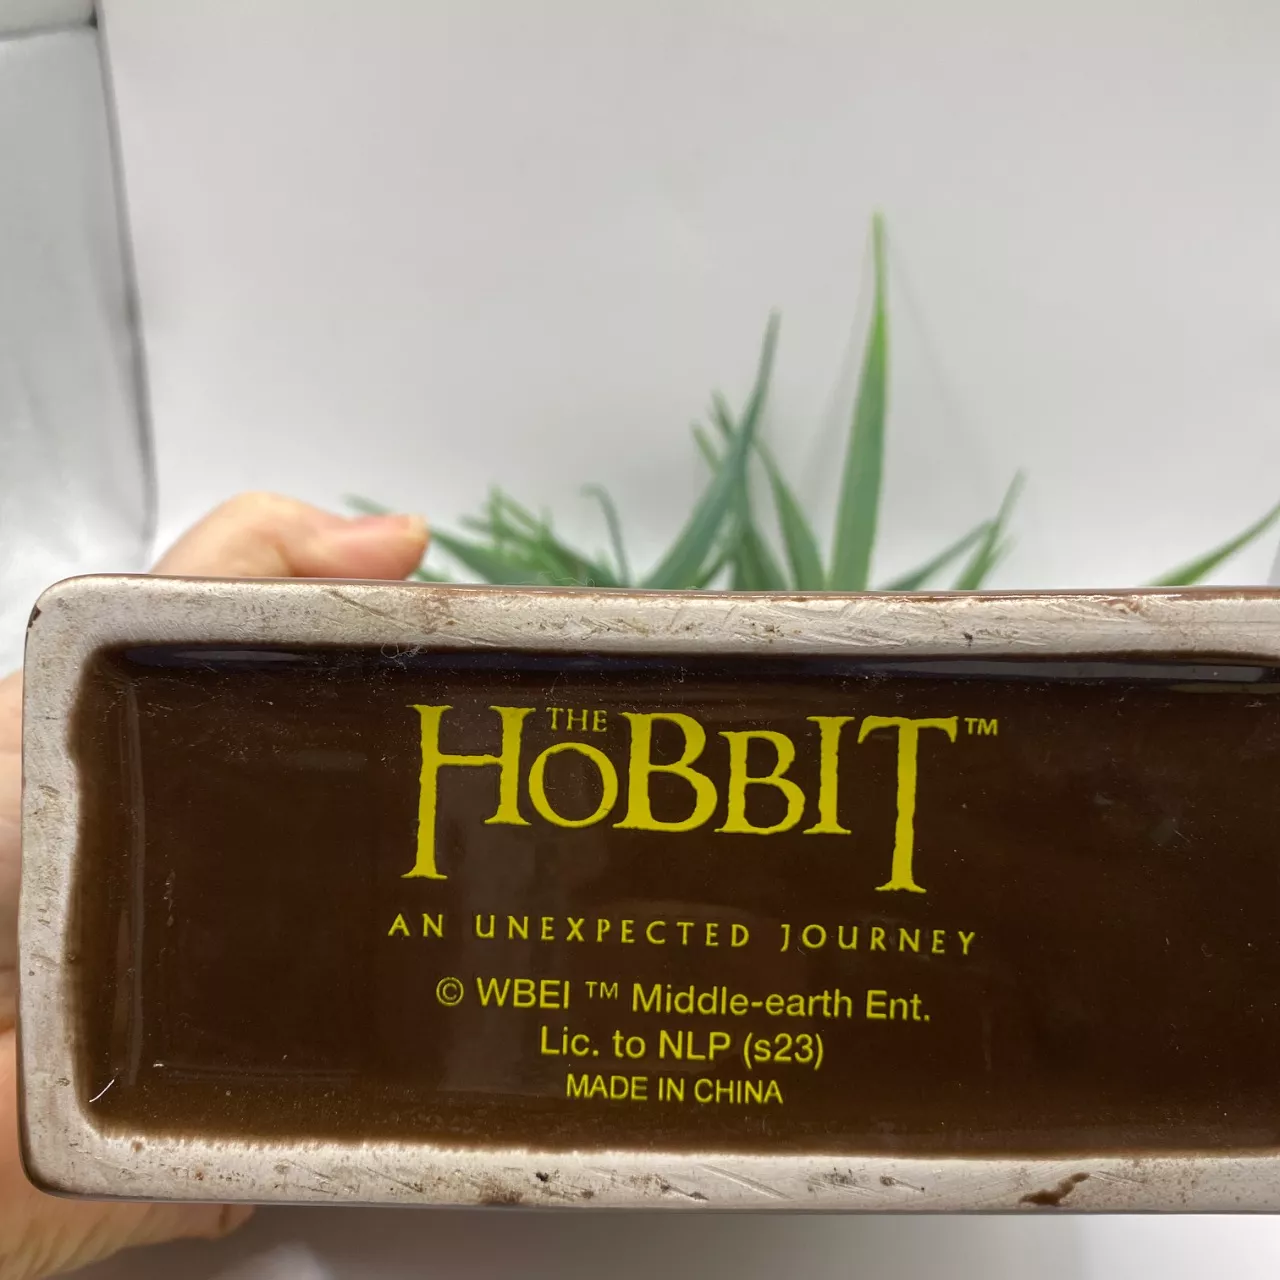 THE HOBBIT™
AN UNEXPECTED JOURNEY
© WBEI ™ Middle-earth Ent.
Lic. to NLP (s23)
MADE IN CHINA